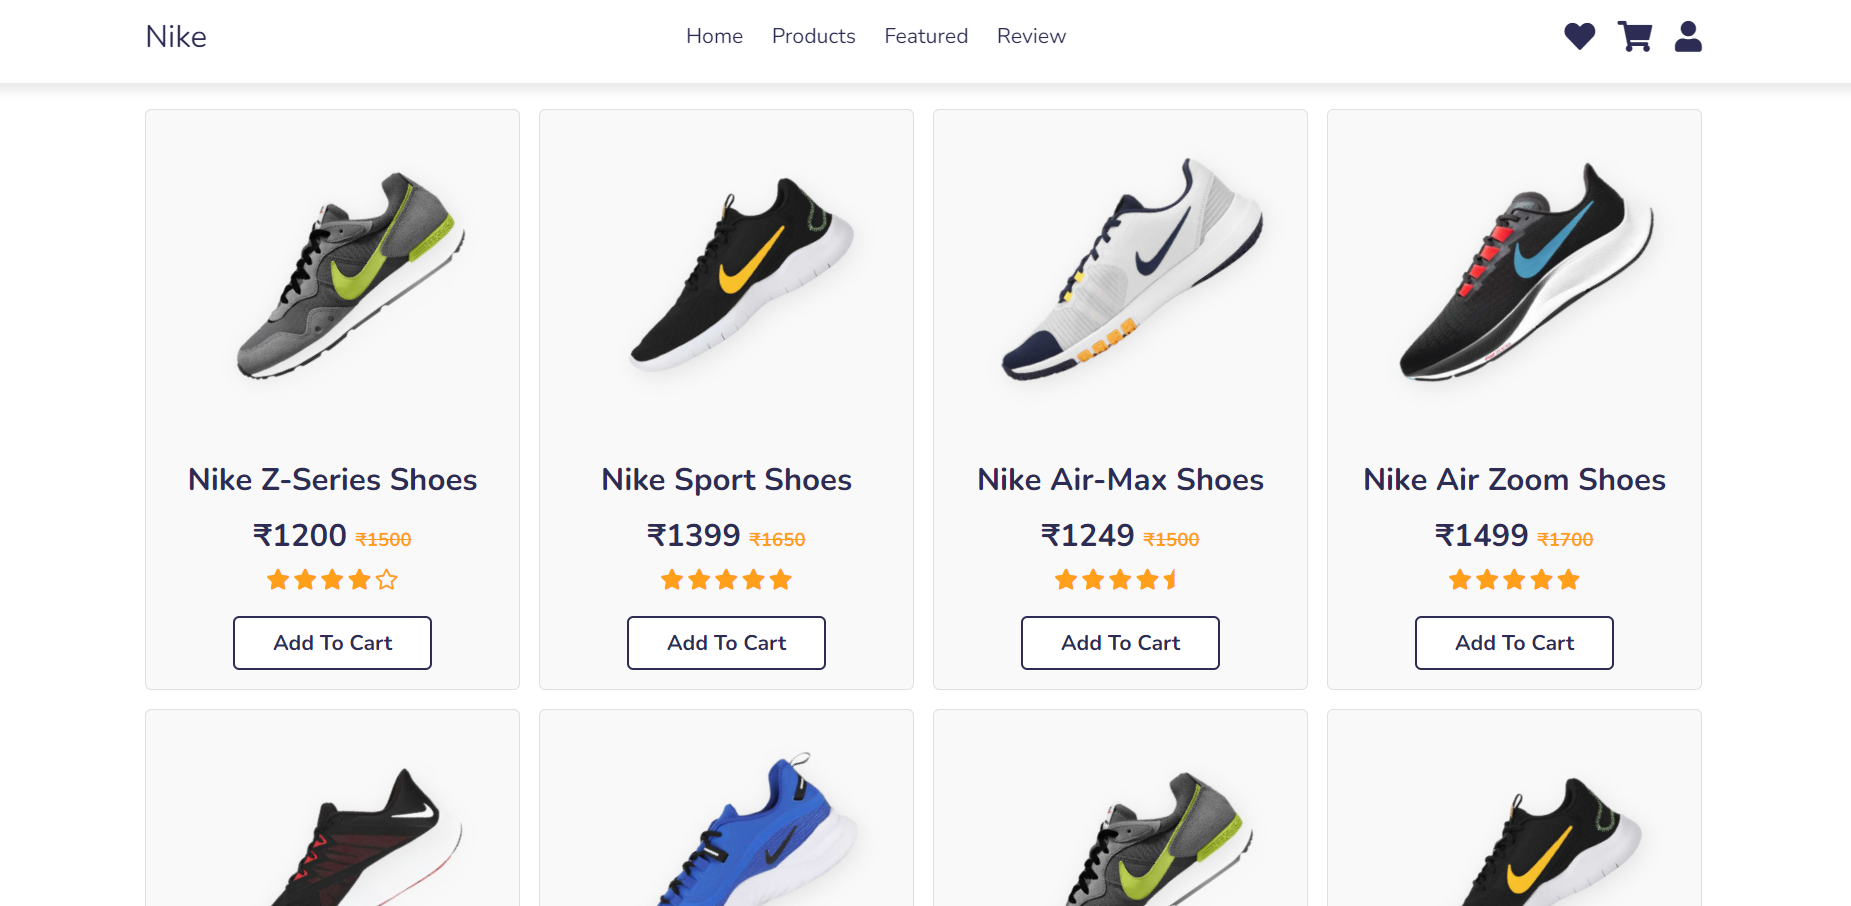 Nike
Home Products Featured Review
Nike Z-Series Shoes
₹1200 ₹1500
Add To Cart
Nike Sport Shoes
₹1399 ₹1650
Add To Cart
Nike Air-Max Shoes
₹1249 ₹1500
Add To Cart
Nike Air Zoom Shoes
₹1499 ₹1700
Add To Cart